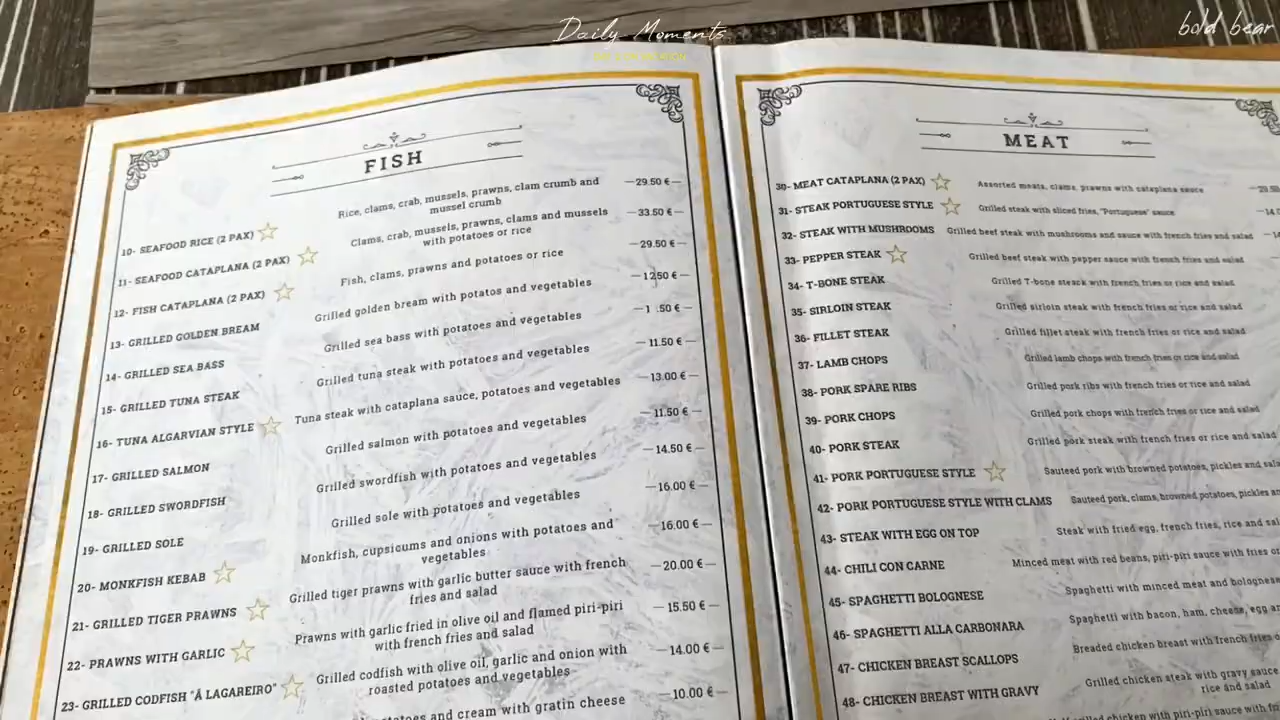 Daily Moments
bold bear
FISH
Rice, clams, crab, mussels, prawns, clam crumb and
mussel crumb
10- SEAFOOD RICE (2 PAX)
—29.50 €—
Clams, crab, mussels, prawns, clams and mussels
with potatoes or rice
11- SEAFOOD CATAPLANA (2 PAX)
—33.50 €—
12- FISH CATAPLANA (2 PAX)
Fish, clams, prawns and potatoes or rice
—29.50 €—
13- GRILLED GOLDEN BREAM
Grilled golden bream with potatos and vegetables
—1250 €—
14- GRILLED SEA BASS
Grilled sea bass with potatoes and vegetables
—1 .50 €—
15- GRILLED TUNA STEAK
Grilled tuna steak with potatoes and vegetables
—11.50 €—
16- TUNA ALGARVIAN STYLE
Tuna steak with cataplana sauce, potatoes and vegetables
—13.00 €—
17- GRILLED SALMON
Grilled salmon with potatoes and vegetables
—11.50 €—
18- GRILLED SWORDFISH
Grilled swordfish with potatoes and vegetables
—14.50 €—
19- GRILLED SOLE
Grilled sole with potatoes and vegetables
—16.00 €—
20- MONKFISH KEBAB
Monkfish, cupsicums and onions with potatoes and
vegetables
—16.00 €—
21- GRILLED TIGER PRAWNS
Grilled tiger prawns with garlic butter sauce with french
fries and salad
—20.00 €—
22- PRAWNS WITH GARLIC
Prawns with garlic fried in olive oil and flamed piri-piri
with french fries and salad
—15.50 €—
23- GRILLED CODFISH "Á LAGAREIRO"
Grilled codfish with olive oil, garlic and onion with
roasted potatoes and vegetables
—14.00 €—
and cream with gratin cheese
—10.00 €—
MEAT
30- MEAT CATAPLANA (2 PAX)
Assorted meats, clams, prawns with cataplana sauce
31- STEAK PORTUGUESE STYLE
Grilled steak with sliced fries, "Portuguese" sauce
32- STEAK WITH MUSHROOMS
Grilled beef steak with mushrooms and sauce with french fries and salad
33- PEPPER STEAK
Grilled beef steak with pepper sauce with french fries and salad
34- T-BONE STEAK
Grilled T-bone steack with french fries or rice and salad
35- SIRLOIN STEAK
Grilled sirloin steak with french fries or rice and salad
36- FILLET STEAK
Grilled fillet steak with french fries or rice and salad
37- LAMB CHOPS
Grilled lamb chops with french fries or rice and salad
38- PORK SPARE RIBS
Grilled pork ribs with french fries or rice and salad
39- PORK CHOPS
Grilled pork chops with french fries or rice and salad
40- PORK STEAK
Grilled pork steak with french fries or rice and salad
41- PORK PORTUGUESE STYLE
Sauteed pork with browned potatoes, pickles and
42- PORK PORTUGUESE STYLE WITH CLAMS
Sauteed pork, clams, browned potatoes, pickles
43- STEAK WITH EGG ON TOP
Steak with fried egg, french fries, rice and
44- CHILI CON CARNE
Minced meat with red beans, piri-piri sauce with fries
45- SPAGHETTI BOLOGNESE
Spaghetti with minced meat and
46- SPAGHETTI ALLA CARBONARA
Spaghetti with bacon, ham, cheese, egg
47- CHICKEN BREAST SCALLOPS
Breaded chicken breast with french fries
48- CHICKEN BREAST WITH GRAVY
Grilled chicken steak with gravy sauce
rice and salad
chicken with piri-piri sauce with